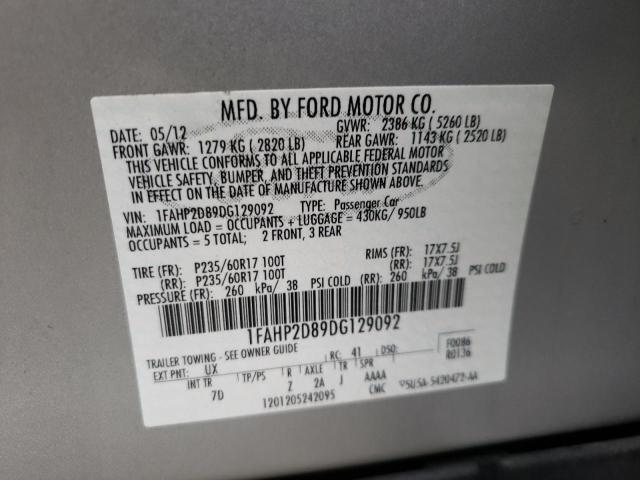 MFD. BY FORD MOTOR CO.
DATE: 05/12 GVWR: 2386 KG ( 5260 LB)
FRONT GAWR: 1279 KG ( 2820 LB) REAR GAWR: 1143 KG ( 2520 LB)
THIS VEHICLE CONFORMS TO ALL APPLICABLE FEDERAL MOTOR
VEHICLE SAFETY, BUMPER, AND THEFT PREVENTION STANDARDS
IN EFFECT ON THE DATE OF MANUFACTURE SHOWN ABOVE.
VIN: 1FAHP2D89DG129092 TYPE: Passenger Car
MAXIMUM LOAD = OCCUPANTS + LUGGAGE = 430KG/ 950LB
OCCUPANTS = 5 TOTAL; 2 FRONT, 3 REAR
TIRE (FR): P235/60R17 100T RIMS (FR): 17X7.5J
(RR): P235/60R17 100T (RR): 17X7.5J
PRESSURE (FR): 260 kPa/ 38 PSI COLD (RR): 260 kPa/ 38 PSI COLD
1FAHP2D89DG129092
TRAILER TOWING - SEE OWNER GUIDE RC: 41 DSO: F0086
R0136
EXT PNT: UX
INT TR TP/PS R AXLE TR SPR
7D Z 2A J AAAA
1201205242095 CMC 5U5A-5420472-AA